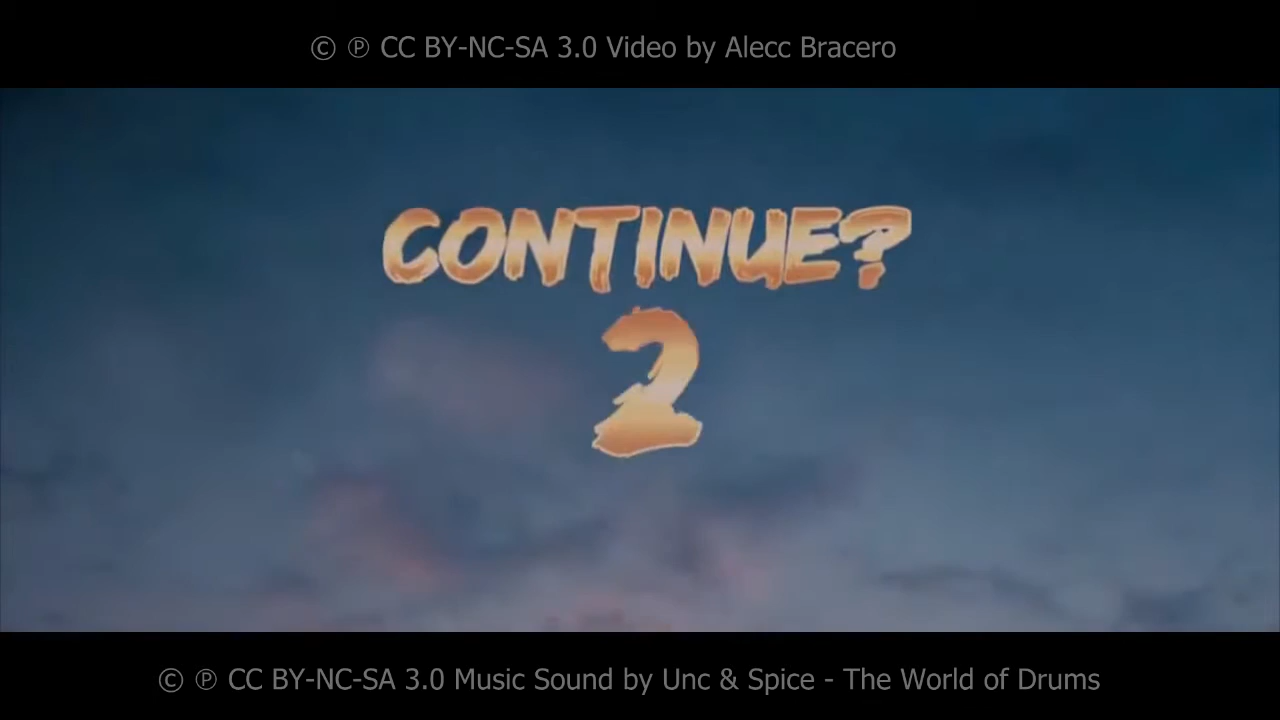 © ℗ CC BY-NC-SA 3.0 Video by Alecc Bracero
CONTINUE?
2
© ℗ CC BY-NC-SA 3.0 Music Sound by Unc & Spice - The World of Drums